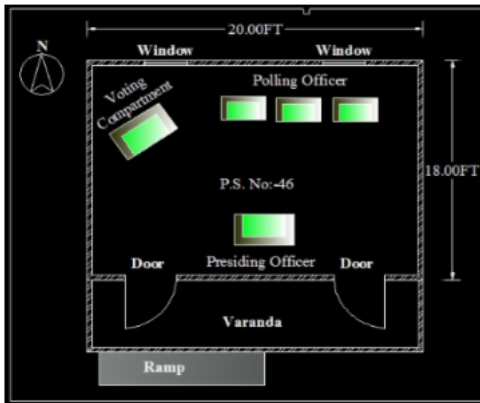 20.00FT
N
Window
Window
Voting
Compartment
Polling Officer
18.00FT
P.S. No:-46
Presiding Officer
Door
Door
Varanda
Ramp